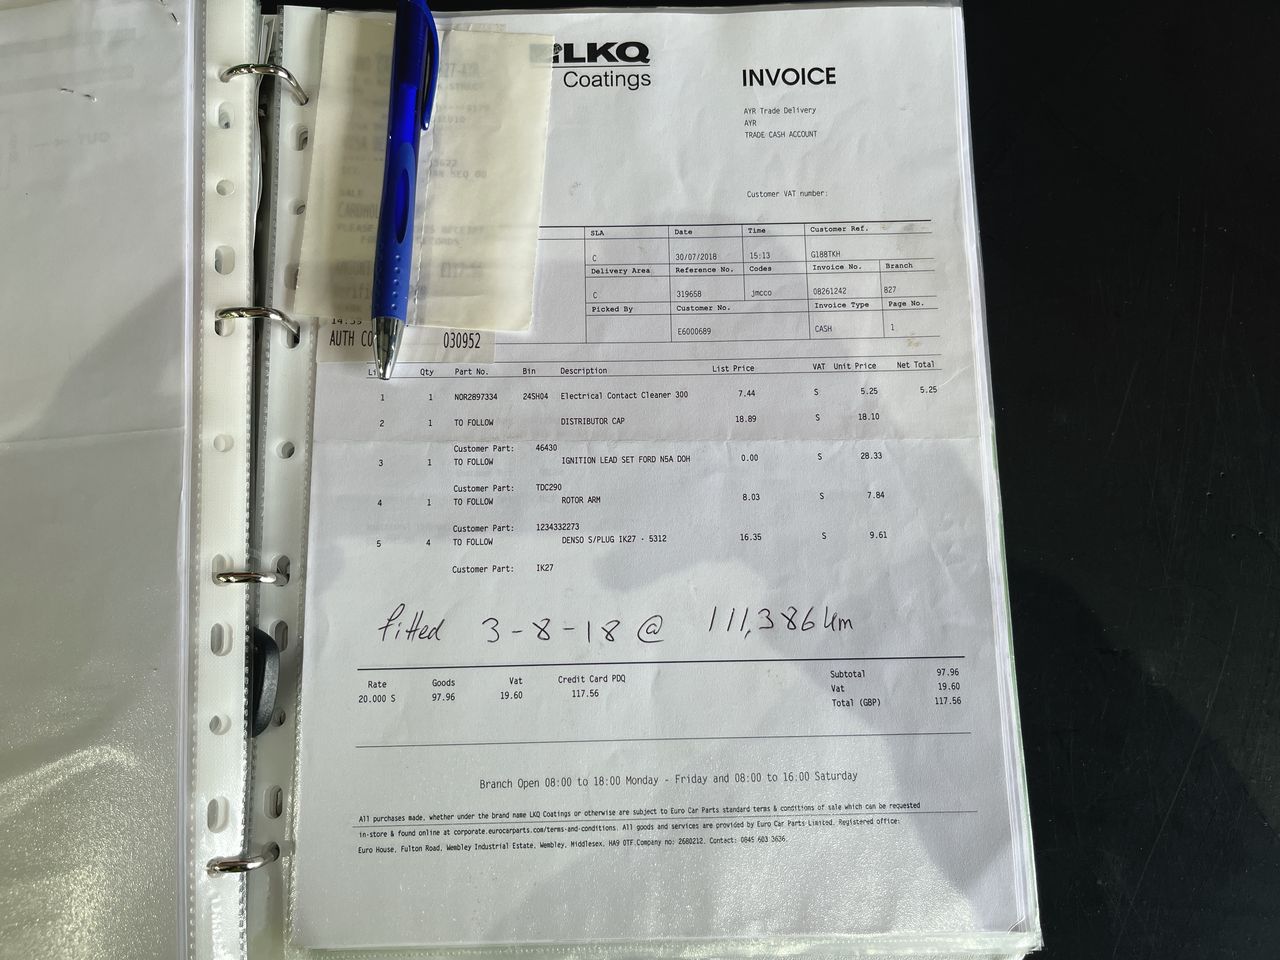 LKQ
Coatings
INVOICE
AYR Trade Delivery
AYR
TRADE CASH ACCOUNT
Customer VAT number:
SLA Date Time Customer Ref.
C 30/07/2018 15:13 G188TKH
Delivery Area Reference No. Codes Invoice No. Branch
C 319658 jmcco 08261242 B27
Picked By Customer No. Invoice Type Page No.
E6000689 CASH 1
AUTH CO 030952
Qty Part No. Bin Description List Price VAT Unit Price Net Total
1 1 NOR2897334 24SH04 Electrical Contact Cleaner 300 7.44 S 5.25 5.25
2 1 TO FOLLOW DISTRIBUTOR CAP 18.89 S 18.10
Customer Part: 46430
3 1 TO FOLLOW IGNITION LEAD SET FORD N5A DOH 0.00 S 28.33
Customer Part: TDC290
4 1 TO FOLLOW ROTOR ARM 8.03 S 7.84
Customer Part: 1234332273
5 4 TO FOLLOW DENSO S/PLUG IK27 - 5312 16.35 S 9.61
Customer Part: IK27
fitted 3-8-18 @ 111,386 km
Rate Goods Vat Credit Card PDQ Subtotal 97.96
20.000 S 97.96 19.60 117.56 Vat 19.60
Total (GBP) 117.56
Branch Open 08:00 to 18:00 Monday - Friday and 08:00 to 16:00 Saturday
All purchases made, whether under the brand name LKQ Coatings or otherwise are subject to Euro Car Parts standard terms & conditions of sale which can be requested
in-store & found online at corporate.eurocarparts.com/terms-and-conditions. All goods and services are provided by Euro Car Parts Limited. Registered office:
Euro House, Fulton Road, Wembley Industrial Estate, Wembley, Middlesex, HA9 0TF.Company no: 2680212. Contact: 0845 603 3636.